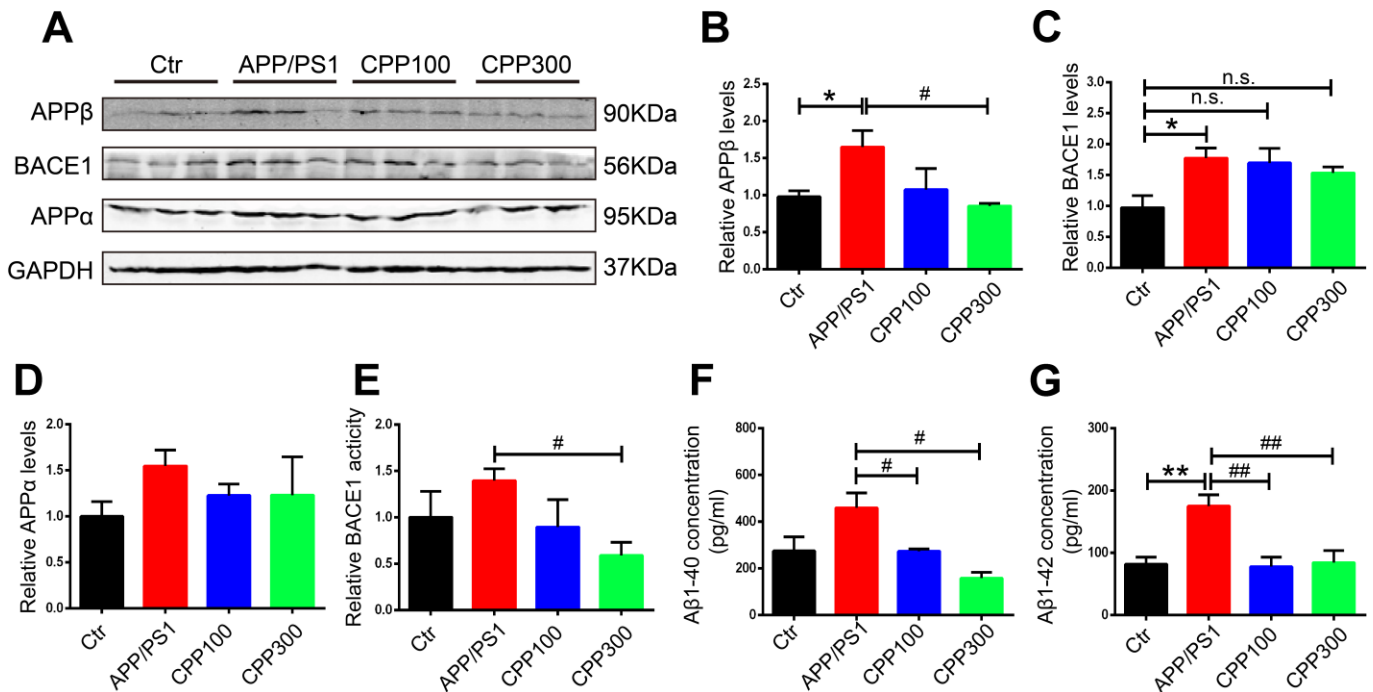 A
Ctr APP/PS1 CPP100 CPP300
APPβ 90KDa
BACE1 56KDa
APPα 95KDa
GAPDH 37KDa
B
Relative APPβ levels
2.5
2.0
1.5
1.0
0.5
0.0
* #
Ctr APP/PS1 CPP100 CPP300
C
Relative BACE1 levels
3.0
2.5
2.0
1.5
1.0
0.5
0.0
n.s.
n.s.
*
Ctr APP/PS1 CPP100 CPP300
D
Relative APPα levels
2.0
1.5
1.0
0.5
0.0
Ctr APP/PS1 CPP100 CPP300
E
Relative BACE1 acticity
2.0
1.5
1.0
0.5
0.0
#
Ctr APP/PS1 CPP100 CPP300
F
Aβ1-40 concentration
(pg/ml)
800
600
400
200
0
#
#
Ctr APP/PS1 CPP100 CPP300
G
Aβ1-42 concentration
(pg/ml)
300
200
100
0
##
** ##
Ctr APP/PS1 CPP100 CPP300